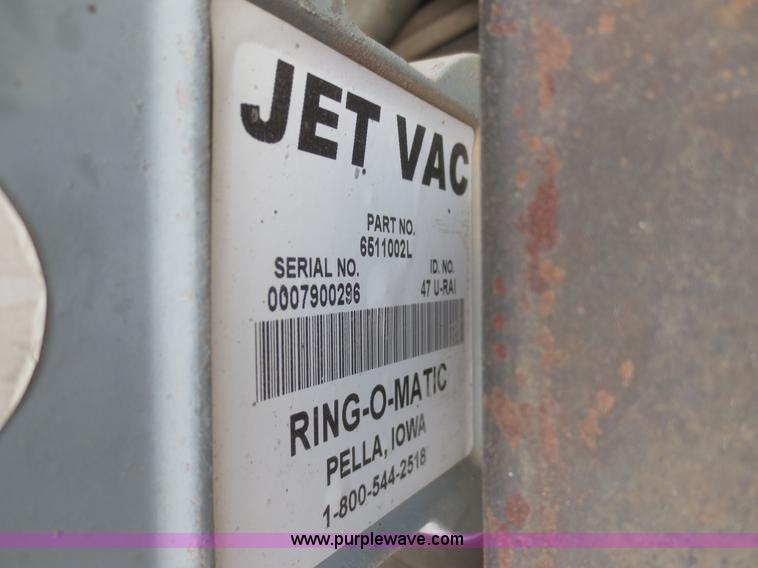 JET VAC
PART NO.
6511002L
SERIAL NO. ID. NO.
0007900296 47 U-RAI
RING-O-MATIC
PELLA, IOWA
1-800-544-2518
www.purplewave.com